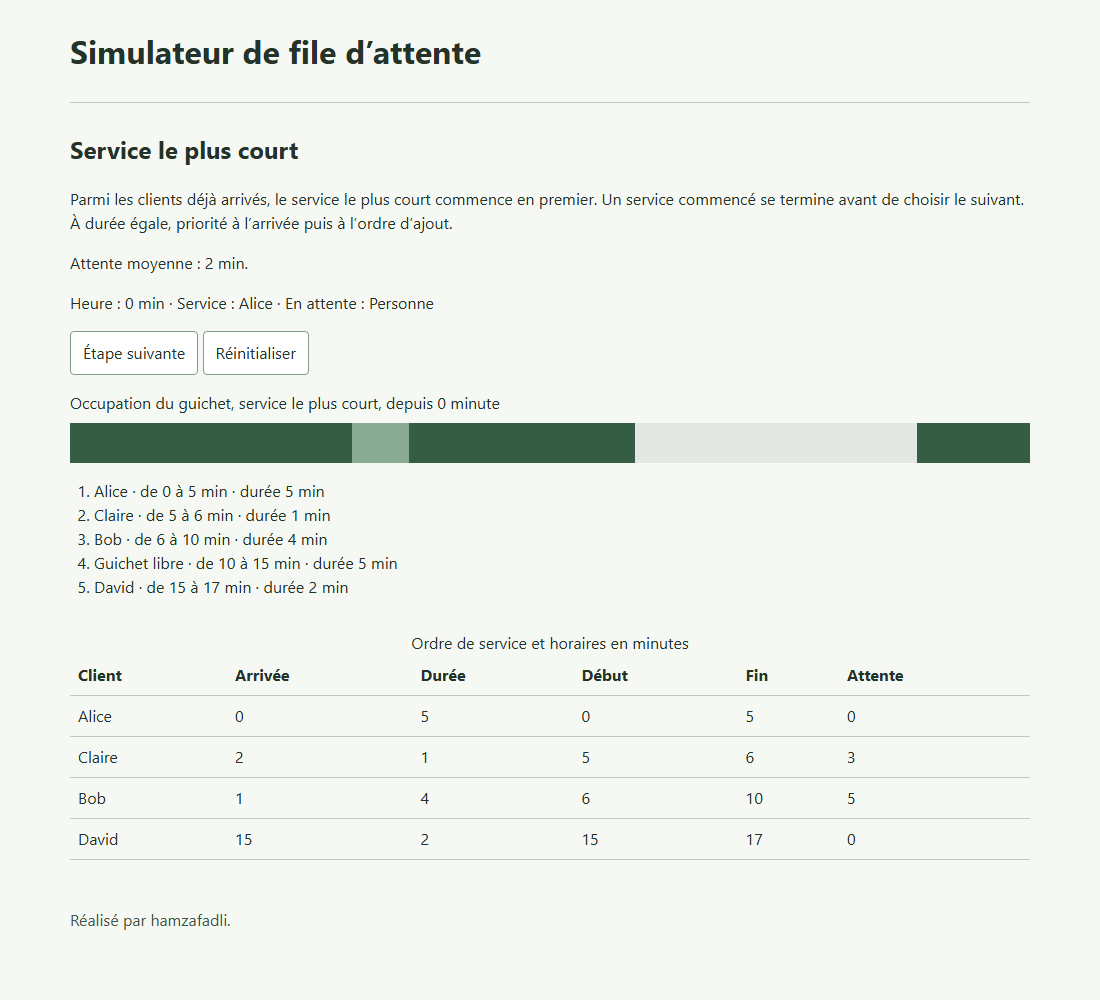 Simulateur de file d’attente
Service le plus court
Parmi les clients déjà arrivés, le service le plus court commence en premier. Un service commencé se termine avant de choisir le suivant.
À durée égale, priorité à l’arrivée puis à l’ordre d’ajout.
Attente moyenne : 2 min.
Heure : 0 min · Service : Alice · En attente : Personne
Étape suivante Réinitialiser
Occupation du guichet, service le plus court, depuis 0 minute
1. Alice · de 0 à 5 min · durée 5 min
2. Claire · de 5 à 6 min · durée 1 min
3. Bob · de 6 à 10 min · durée 4 min
4. Guichet libre · de 10 à 15 min · durée 5 min
5. David · de 15 à 17 min · durée 2 min
Ordre de service et horaires en minutes
Client Arrivée Durée Début Fin Attente
Alice 0 5 0 5 0
Claire 2 1 5 6 3
Bob 1 4 6 10 5
David 15 2 15 17 0
Réalisé par hamzafadli.